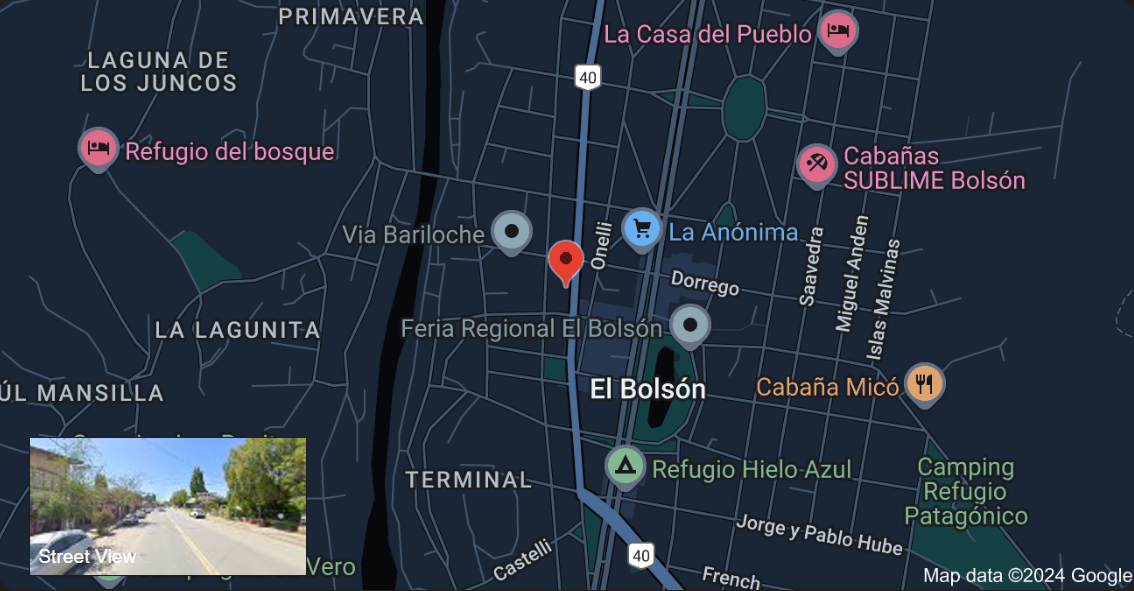 PRIMAVERA
La Casa del Pueblo
LAGUNA DE
LOS JUNCOS
40
Refugio del bosque
Cabañas
SUBLIME Bolsón
Via Bariloche
Onelli
La Anónima
Saavedra
Miguel Anden
Islas Malvinas
Dorrego
LA LAGUNITA
Feria Regional El Bolsón
ÚL MANSILLA
El Bolsón
Cabaña Micó
TERMINAL
Refugio Hielo Azul
Camping
Refugio
Patagónico
Jorge y Pablo Hube
Street View
Vero
Castelli
40
French
Map data ©2024 Google